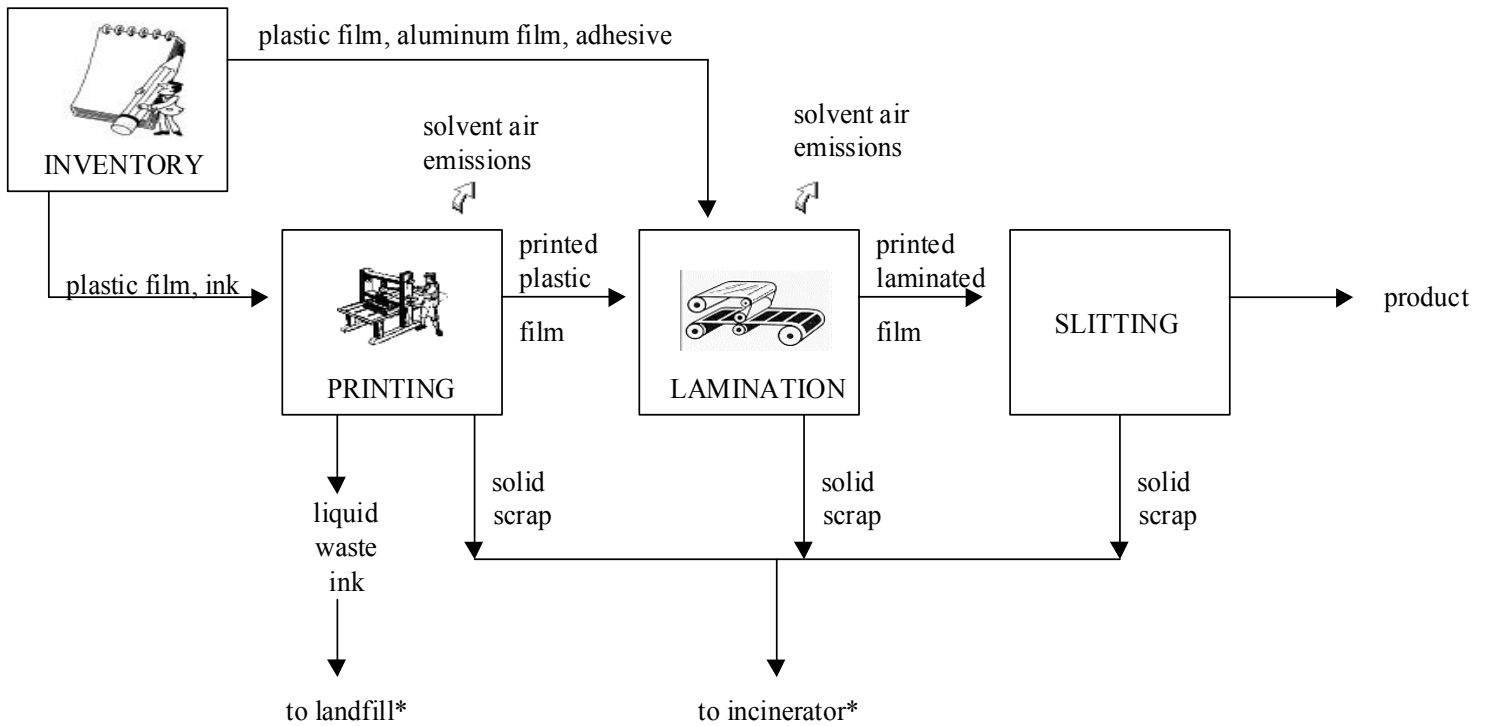 plastic film, aluminum film, adhesive
INVENTORY
solvent air
emissions
solvent air
emissions
plastic film, ink
PRINTING
printed
plastic
film
LAMINATION
printed
laminated
film
SLITTING
product
liquid
waste
ink
solid
scrap
solid
scrap
solid
scrap
to landfill*
to incinerator*